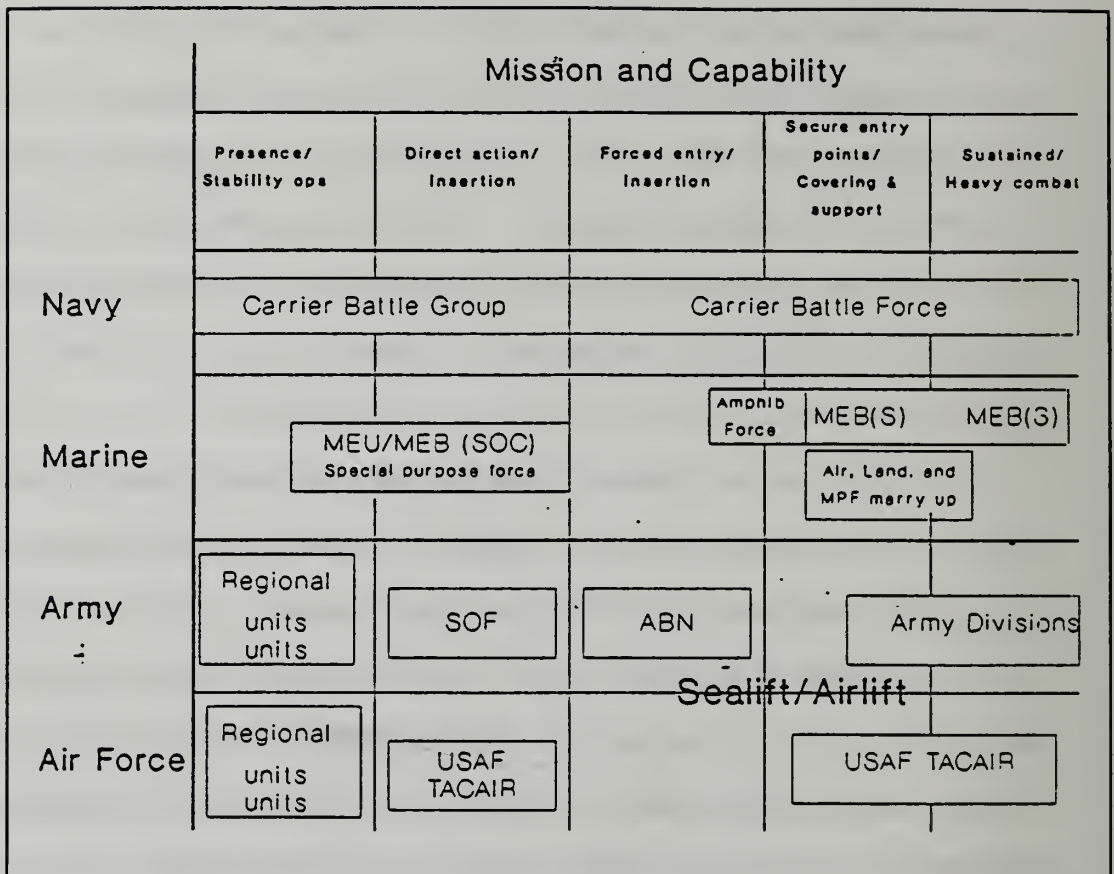 Mission and Capability
Presence/
Stability ops
Direct action/
Insertion
Forced entry/
Insertion
Secure entry
points/
Covering &
support
Sustained/
Heavy combat
Navy
Carrier Battle Group
Carrier Battle Force
Marine
MEU/MEB (SOC)
Special purpose force
Amphib
Force
MEB(S)
MEB(S)
Air, Land, and
MPF marry up
Army
Regional
units
units
SOF
ABN
Army Divisions
Sealift/Airlift
Air Force
Regional
units
units
USAF
TACAIR
USAF TACAIR